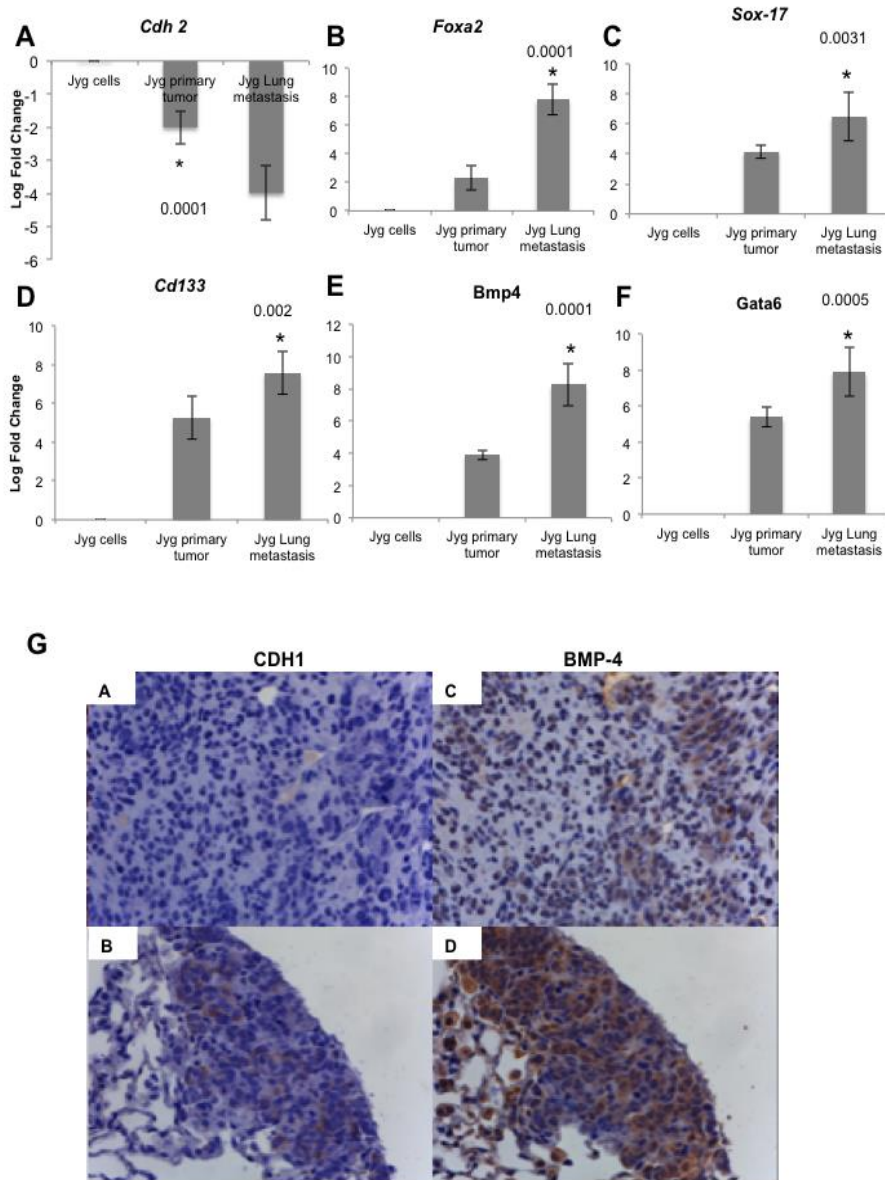 A
Cdh 2
Log Fold Change
0
-1
-2
-3
-4
-5
-6
Jyg cells
Jyg primary
tumor
Jyg Lung
metastasis
*
0.0001
B
Foxa2
0.0001
*
10
8
6
4
2
0
Jyg cells
Jyg primary
tumor
Jyg Lung
metastasis
C
Sox-17
0.0031
*
10
8
6
4
2
0
Jyg cells
Jyg primary
tumor
Jyg Lung
metastasis
D
Cd133
0.002
*
Log Fold Change
10
8
6
4
2
0
Jyg cells
Jyg primary
tumor
Jyg Lung
metastasis
E
Bmp4
0.0001
*
12
10
8
6
4
2
0
Jyg cells
Jyg primary
tumor
Jyg Lung
metastasis
F
Gata6
0.0005
*
10
8
6
4
2
0
Jyg cells
Jyg primary
tumor
Jyg Lung
metastasis
G
CDH1
BMP-4
A
C
B
D